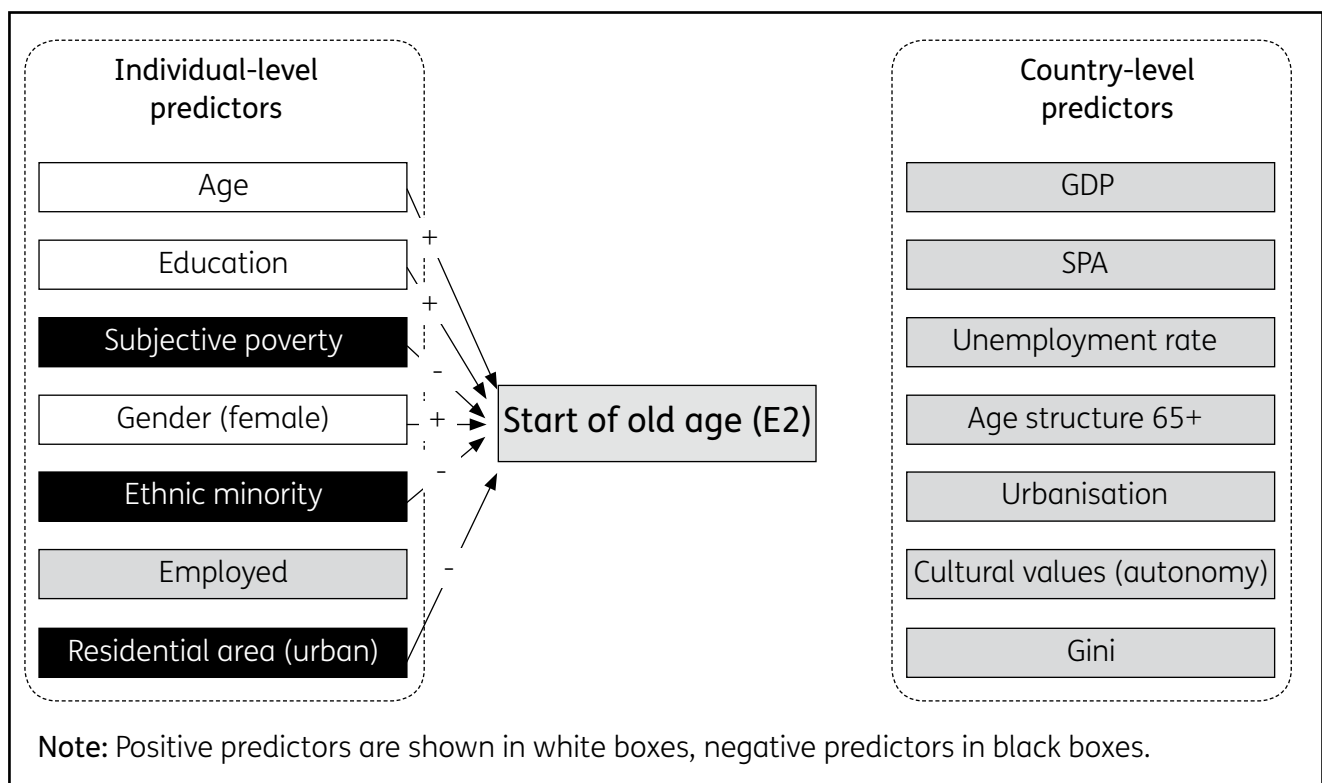 Individual-level
predictors
Age
Education
Subjective poverty
Gender (female)
Ethnic minority
Employed
Residential area (urban)
+
+
-
+
-
-
Start of old age (E2)
Country-level
predictors
GDP
SPA
Unemployment rate
Age structure 65+
Urbanisation
Cultural values (autonomy)
Gini
Note: Positive predictors are shown in white boxes, negative predictors in black boxes.